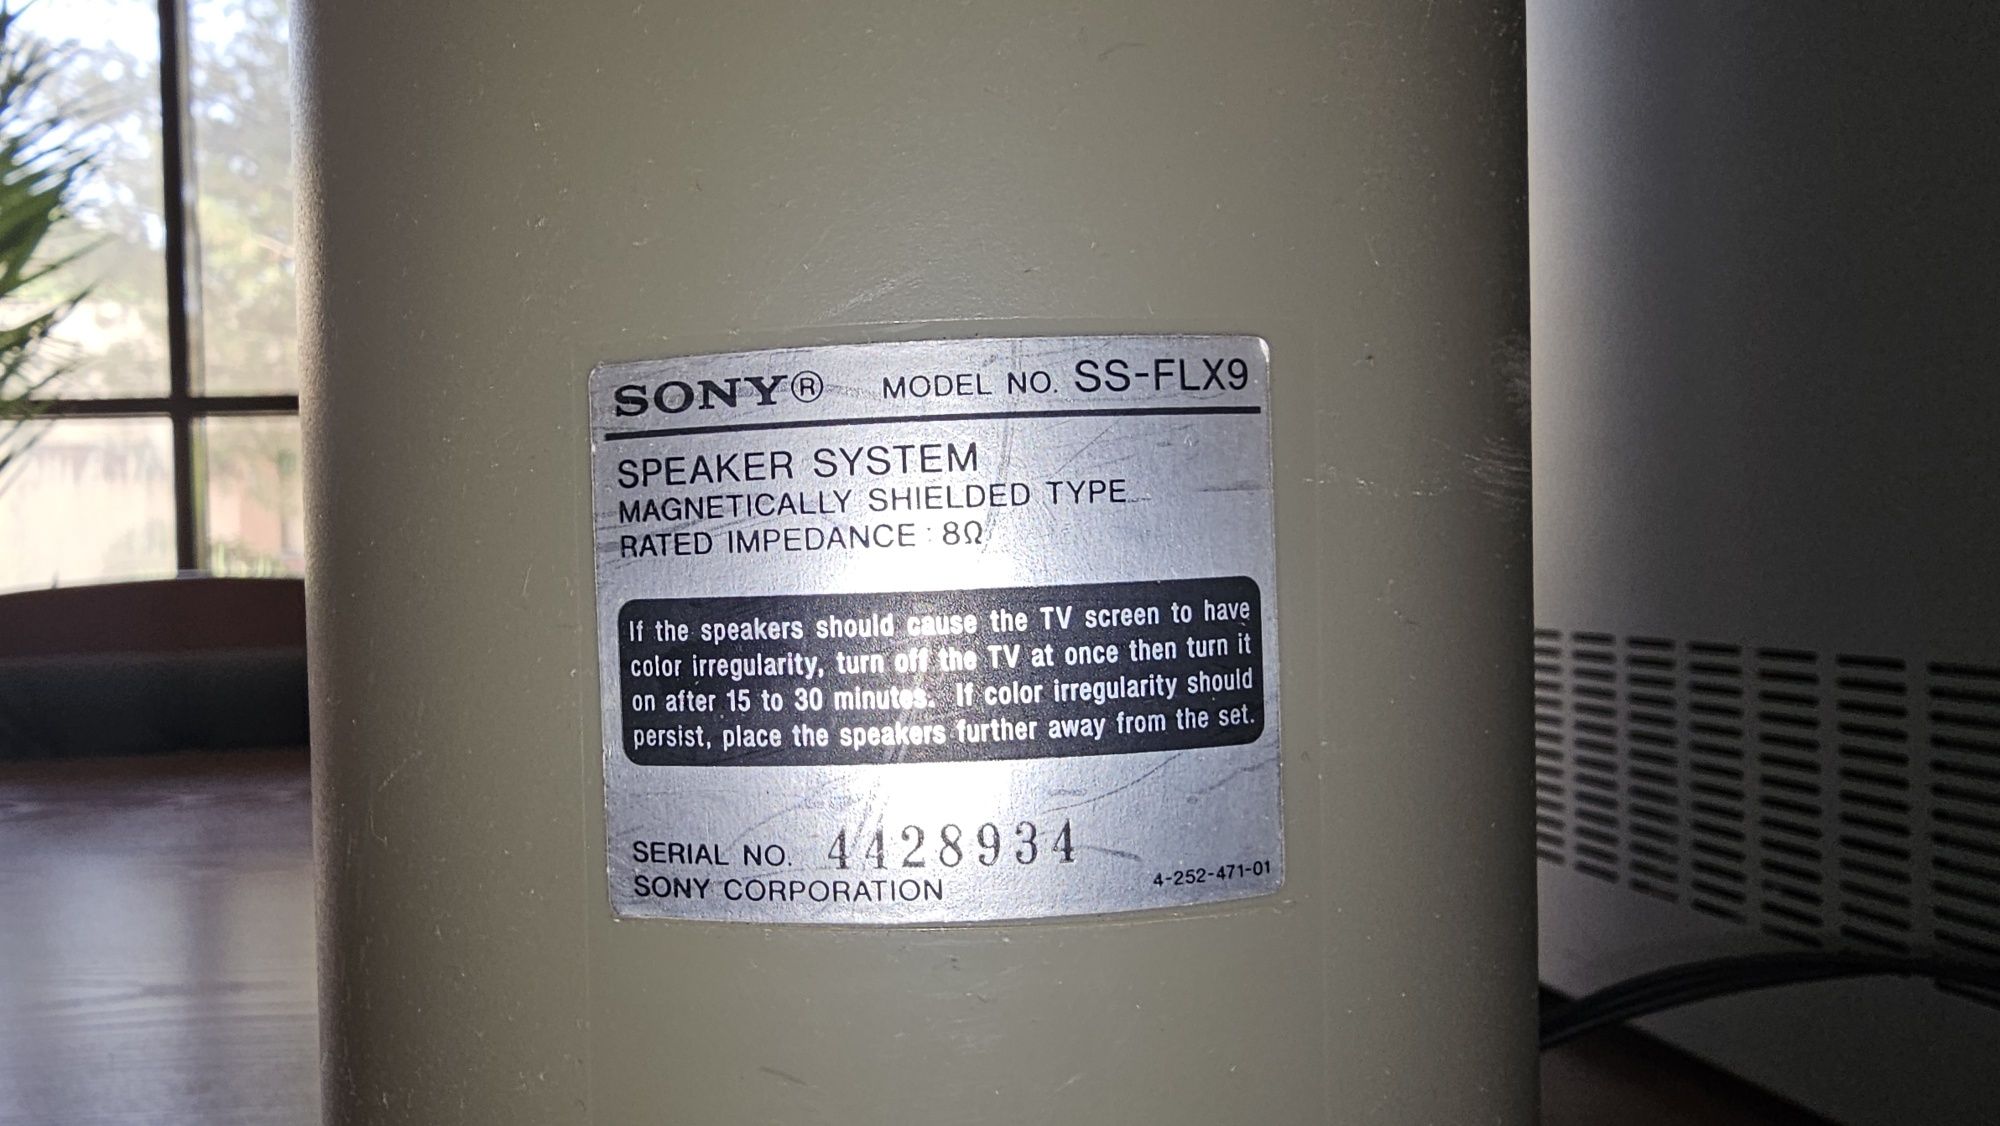 SONY® MODEL NO. SS-FLX9
SPEAKER SYSTEM
MAGNETICALLY SHIELDED TYPE
RATED IMPEDANCE : 8Ω
If the speakers should cause the TV screen to have
color irregularity, turn off the TV at once then turn it
on after 15 to 30 minutes. If color irregularity should
persist, place the speakers further away from the set.
SERIAL NO. 4428934
SONY CORPORATION 4-252-471-01